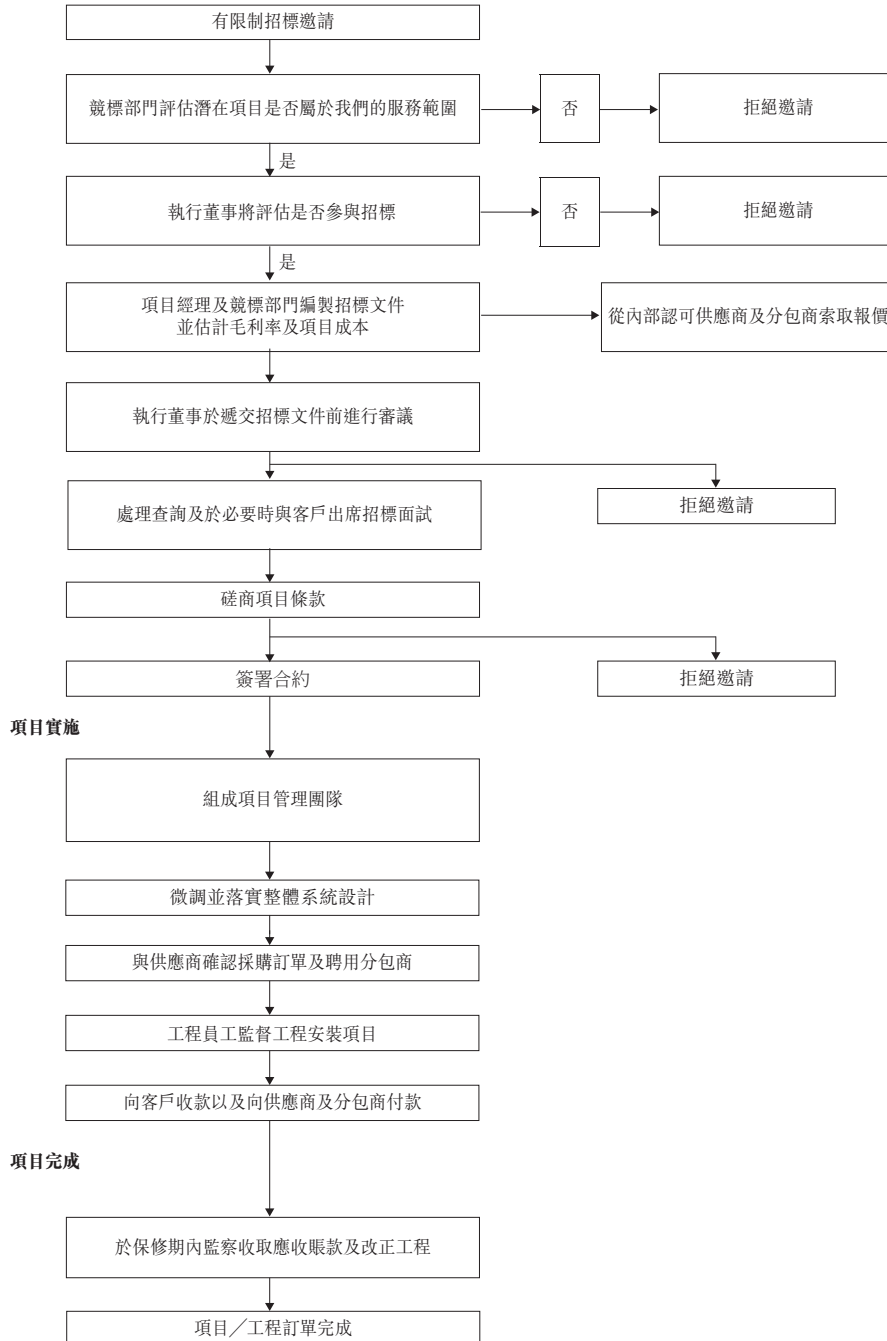 有限制招標邀請
競標部門評估潛在項目是否屬於我們的服務範圍
否
拒絕邀請
是
執行董事將評估是否參與招標
否
拒絕邀請
是
項目經理及競標部門編製招標文件
並估計毛利率及項目成本
從內部認可供應商及分包商索取報價
執行董事於遞交招標文件前進行審議
處理查詢及於必要時與客戶出席招標面試
拒絕邀請
磋商項目條款
簽署合約
拒絕邀請
項目實施
組成項目管理團隊
微調並落實整體系統設計
與供應商確認採購訂單及聘用分包商
工程員工監督工程安裝項目
向客戶收款以及向供應商及分包商付款
項目完成
於保修期內監察收取應收賬款及改正工程
項目／工程訂單完成